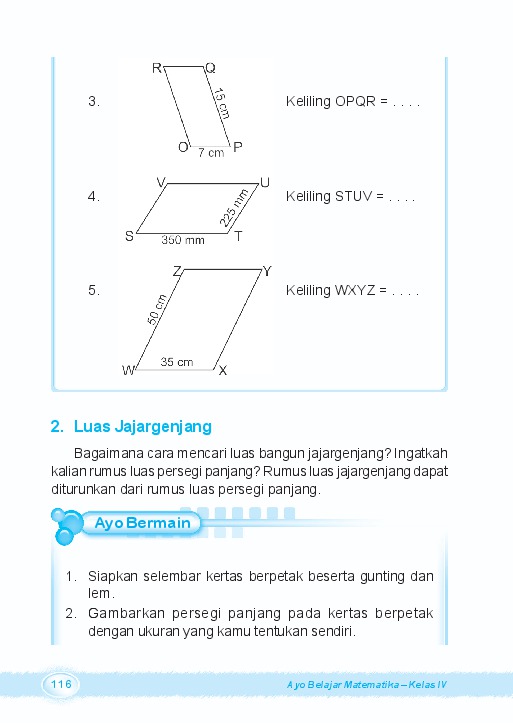 R Q
3. 15 cm Keliling OPQR = . . . .
O 7 cm P
V U
4. 225 mm Keliling STUV = . . . .
S 350 mm T
Z Y
5. 50 cm Keliling WXYZ = . . . .
W 35 cm X
2. Luas Jajargenjang
Bagaimana cara mencari luas bangun jajargenjang? Ingatkah
kalian rumus luas persegi panjang? Rumus luas jajargenjang dapat
diturunkan dari rumus luas persegi panjang.
Ayo Bermain
1. Siapkan selembar kertas berpetak beserta gunting dan
lem.
2. Gambarkan persegi panjang pada kertas berpetak
dengan ukuran yang kamu tentukan sendiri.
116 Ayo Belajar Matematika – Kelas IV